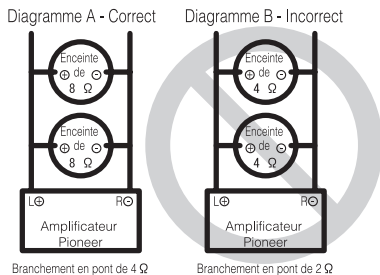 Diagramme A - Correct
Enceinte
⊕ de ⊖
8 Ω
Enceinte
⊕ de ⊖
8 Ω
L⊕ R⊖
Amplificateur
Pioneer
Branchement en pont de 4 Ω
Diagramme B - Incorrect
Enceinte
⊕ de ⊖
4 Ω
Enceinte
⊕ de ⊖
4 Ω
L⊕ R⊖
Amplificateur
Pioneer
Branchement en pont de 2 Ω